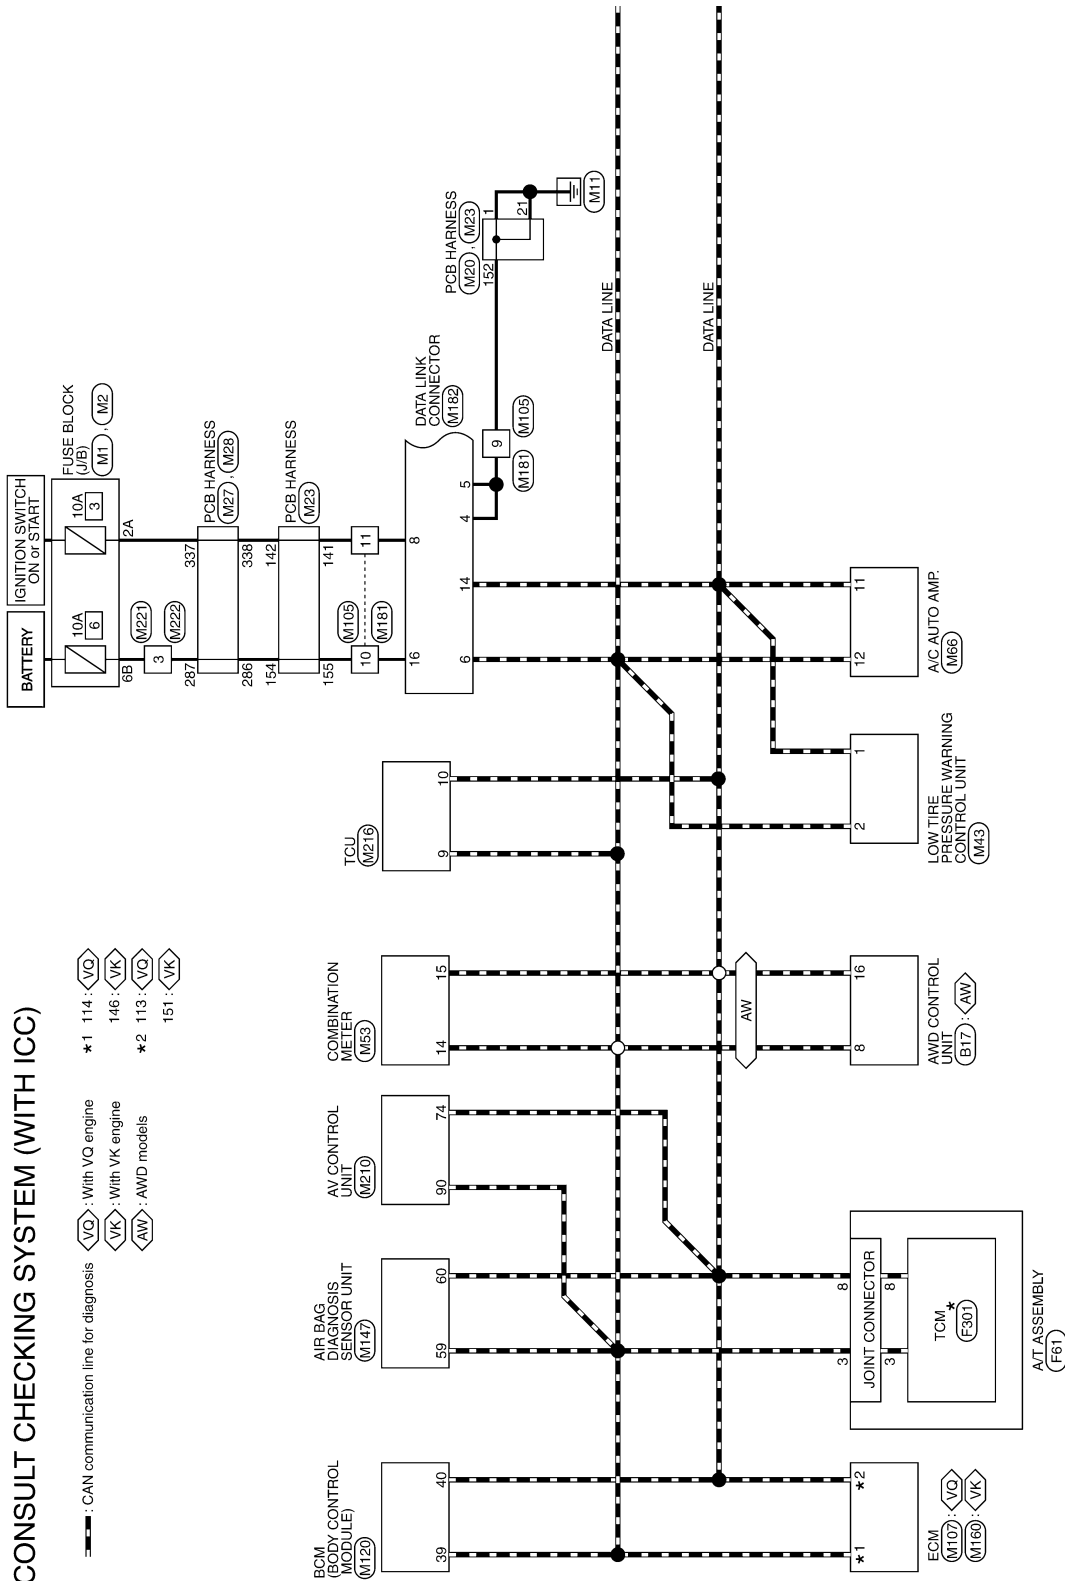 CONSULT CHECKING SYSTEM (WITH ICC)
: CAN communication line for diagnosis
VQ : With VQ engine
VK : With VK engine
AW : AWD models
★1 114 : VQ
146 : VK
★2 113 : VQ
151 : VK
BATTERY
IGNITION SWITCH
ON or START
FUSE BLOCK
(J/B)
M1 , M2
10A
6
10A
3
6B
2A
M221
3
M222
PCB HARNESS
M27 , M28
287
337
286
338
PCB HARNESS
M23
154
142
155
141
M105
10
11
M181
DATA LINK
CONNECTOR
M182
16
8
6
14
4
5
M181
9
M105
PCB HARNESS
M20 , M23
152
1
21
M11
BCM
(BODY CONTROL
MODULE)
M120
39
40
AIR BAG
DIAGNOSIS
SENSOR UNIT
M147
59
60
AV CONTROL
UNIT
M210
90
74
COMBINATION
METER
M53
14
15
TCU
M216
9
10
DATA LINE
DATA LINE
★1
★2
ECM
M107 : VQ
M160 : VK
3
8
JOINT CONNECTOR
3
8
TCM★
F301
A/T ASSEMBLY
F61
AW
8
16
AWD CONTROL
UNIT
B17 : AW
2
1
LOW TIRE
PRESSURE WARNING
CONTROL UNIT
M43
12
11
A/C AUTO AMP.
M66